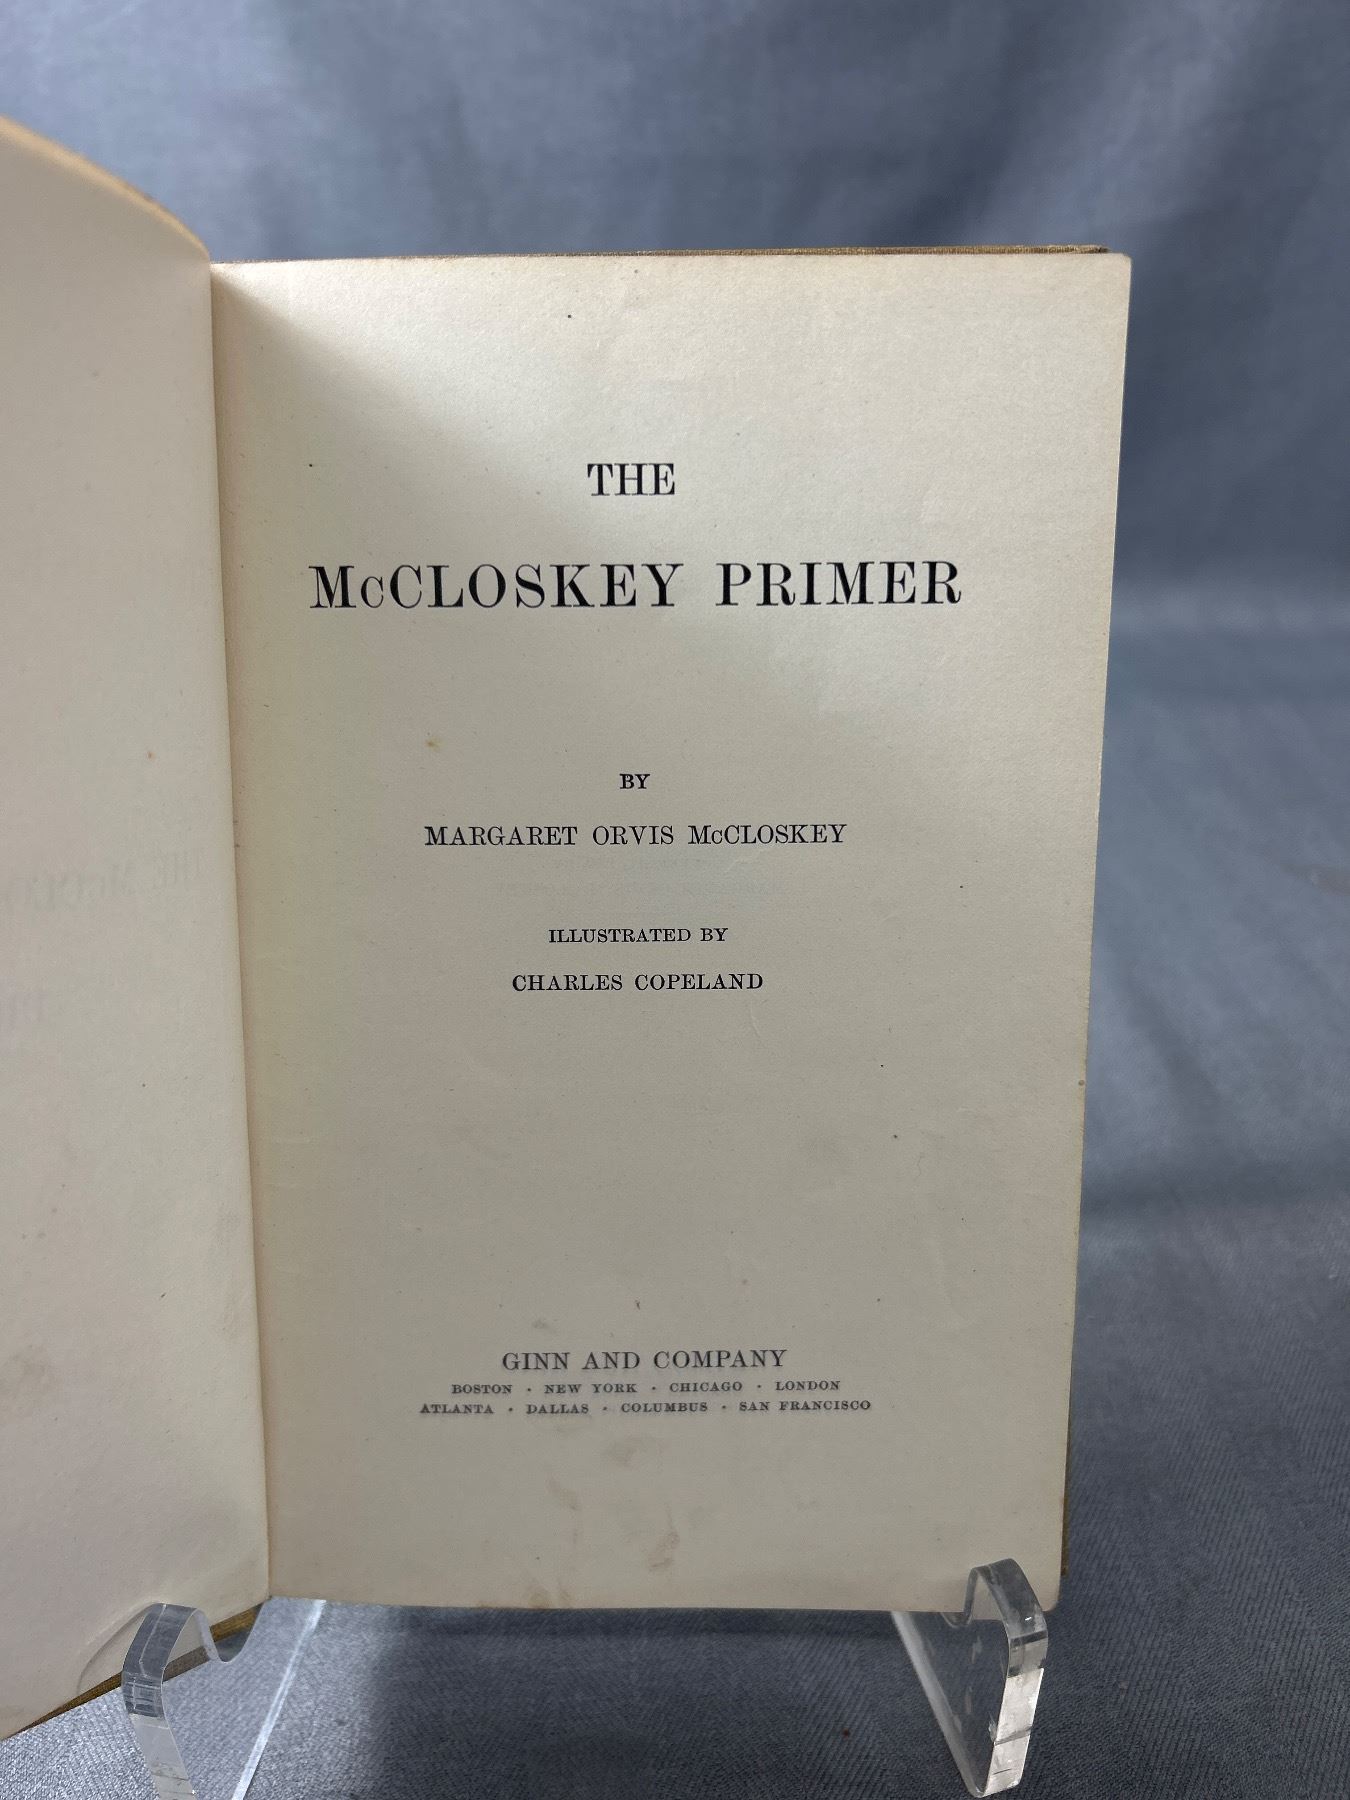 THE
McCLOSKEY PRIMER
BY
MARGARET ORVIS McCLOSKEY
ILLUSTRATED BY
CHARLES COPELAND
GINN AND COMPANY
BOSTON · NEW YORK · CHICAGO · LONDON
ATLANTA · DALLAS · COLUMBUS · SAN FRANCISCO